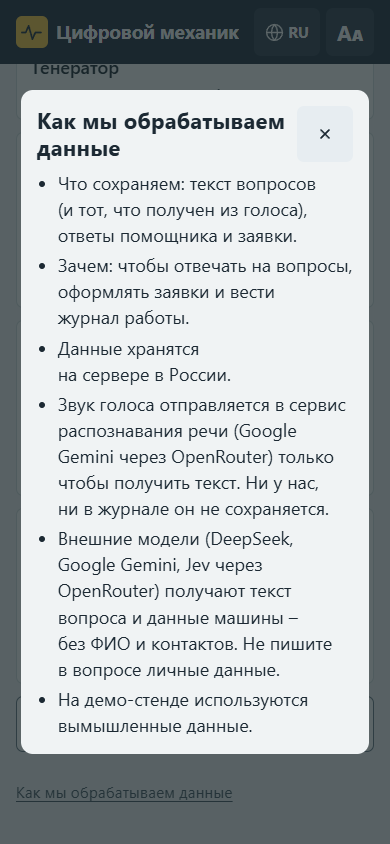 Цифровой механик
RU
Aa
Генератор
Как мы обрабатываем
данные
×
• Что сохраняем: текст вопросов
(и тот, что получен из голоса),
ответы помощника и заявки.
• Зачем: чтобы отвечать на вопросы,
оформлять заявки и вести
журнал работы.
• Данные хранятся
на сервере в России.
• Звук голоса отправляется в сервис
распознавания речи (Google
Gemini через OpenRouter) только
чтобы получить текст. Ни у нас,
ни в журнале он не сохраняется.
• Внешние модели (DeepSeek,
Google Gemini, Jev через
OpenRouter) получают текст
вопроса и данные машины –
без ФИО и контактов. Не пишите
в вопросе личные данные.
• На демо-стенде используются
вымышленные данные.
Как мы обрабатываем данные